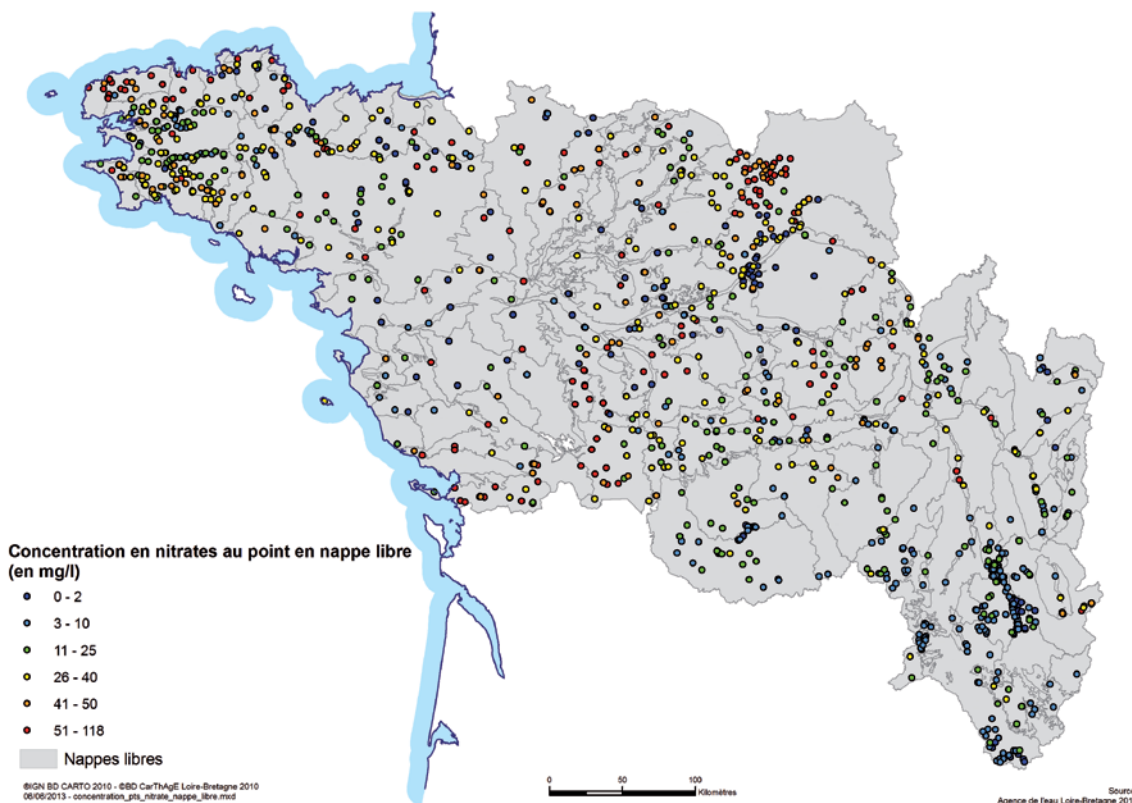 Concentration en nitrates au point en nappe libre
(en mg/l)
0 - 2
3 - 10
11 - 25
26 - 40
41 - 50
51 - 118
Nappes libres
®IGN BD CARTO 2010 - ©BD CarThAgE Loire-Bretagne 2010
06/06/2013 - concentration_pts_nitrate_nappe_libre.mxd
0 50 100
Kilomètres
Source
Agence de l'eau Loire-Bretagne 201